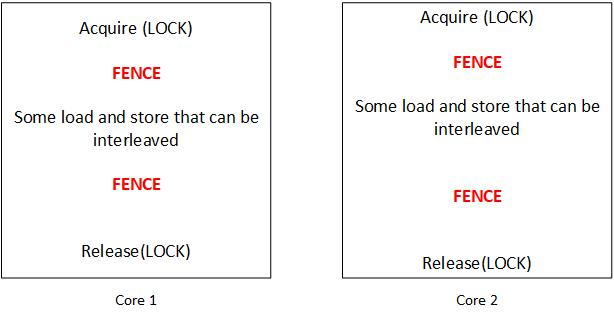 Acquire (LOCK)
FENCE
Some load and store that can be
interleaved
FENCE
Release(LOCK)
Core 1
Acquire (LOCK)
FENCE
Some load and store that can be
interleaved
FENCE
Release(LOCK)
Core 2